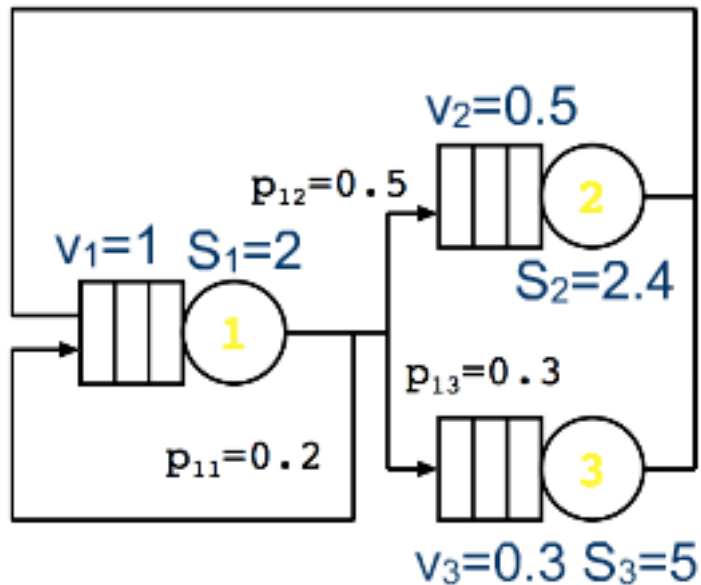 v₂=0.5
p₁₂=0.5
2
v₁=1 S₁=2
S₂=2.4
1
p₁₃=0.3
p₁₁=0.2
3
v₃=0.3 S₃=5